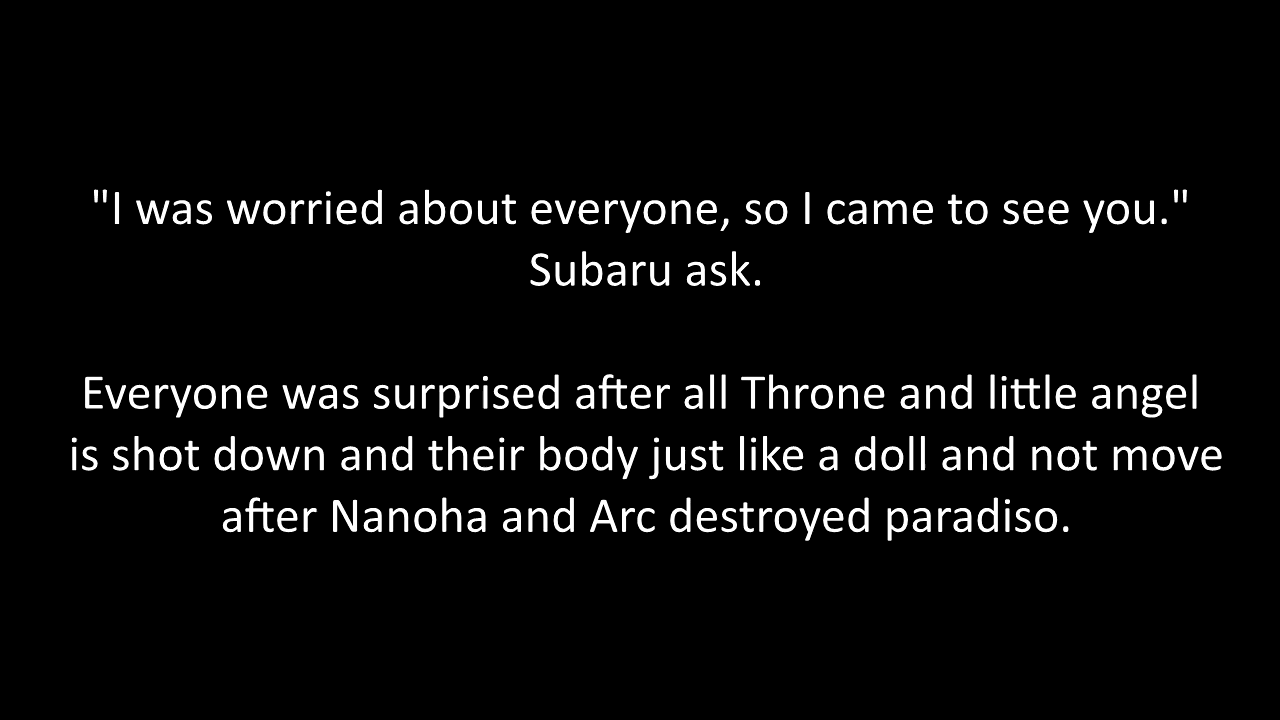 "I was worried about everyone, so I came to see you."
Subaru ask.
Everyone was surprised after all Throne and little angel
is shot down and their body just like a doll and not move
after Nanoha and Arc destroyed paradiso.